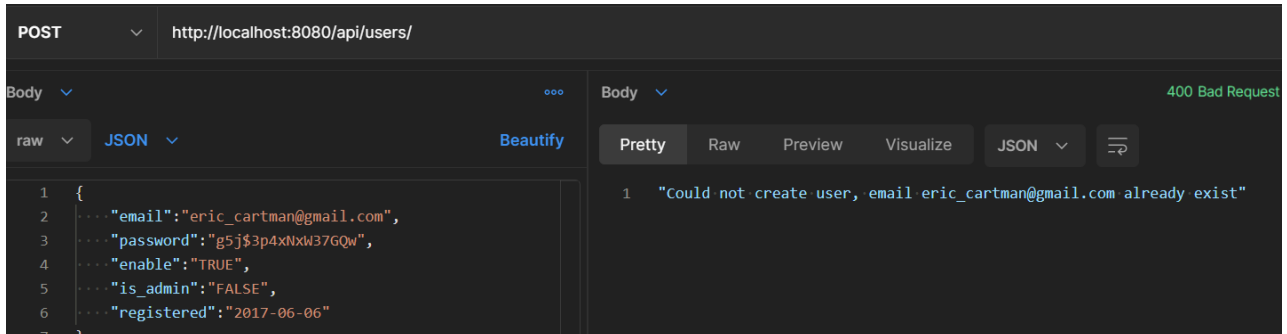 POST http://localhost:8080/api/users/
Body ooo
raw JSON Beautify
1 {
2 "email":"eric_cartman@gmail.com",
3 "password":"g5j$3p4xNxW37GQw",
4 "enable":"TRUE",
5 "is_admin":"FALSE",
6 "registered":"2017-06-06"
Body 400 Bad Request
Pretty Raw Preview Visualize JSON
1 "Could not create user, email eric_cartman@gmail.com already exist"